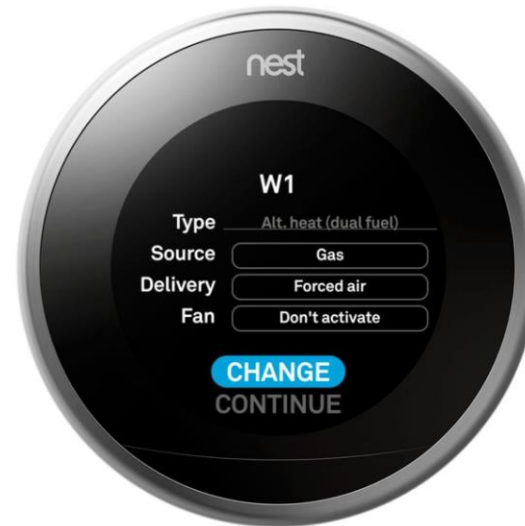 nest
W1
Type Alt. heat (dual fuel)
Source Gas
Delivery Forced air
Fan Don't activate
CHANGE
CONTINUE